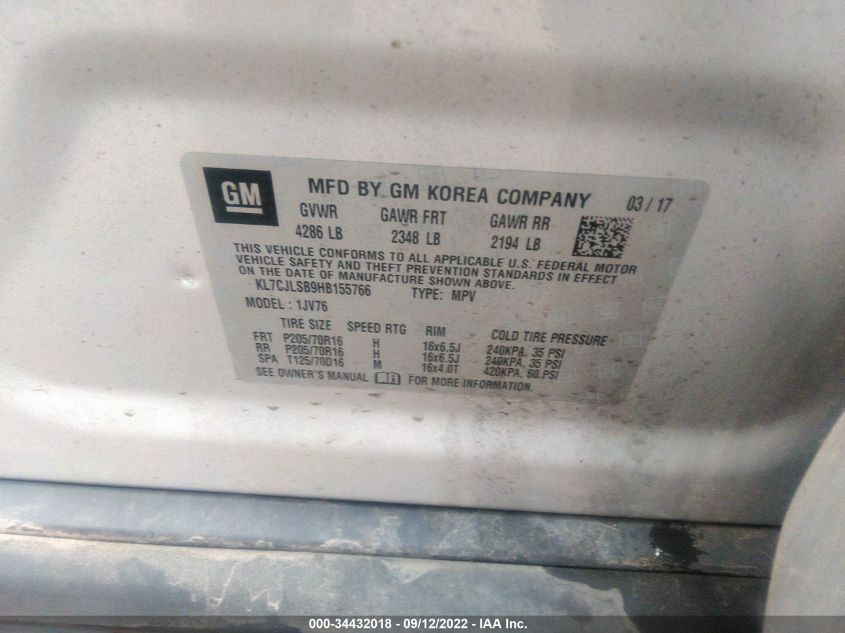 GM MFD BY GM KOREA COMPANY 03 / 17
GVWR GAWR FRT GAWR RR
4286 LB 2348 LB 2194 LB
THIS VEHICLE CONFORMS TO ALL APPLICABLE U.S. FEDERAL MOTOR
VEHICLE SAFETY AND THEFT PREVENTION STANDARDS IN EFFECT
ON THE DATE OF MANUFACTURE SHOWN ABOVE.
KL7CJLSB9HB155766 TYPE: MPV
MODEL : 1JV76
TIRE SIZE SPEED RTG RIM COLD TIRE PRESSURE
FRT P205/70R16 H 16x6.5J 240KPA, 35 PSI
RR P205/70R16 H 16x6.5J 240KPA, 35 PSI
SPA T125/70D16 M 16x4.0T 420KPA, 60 PSI
SEE OWNER'S MANUAL FOR MORE INFORMATION.
000-34432018 - 09/12/2022 - IAA Inc.